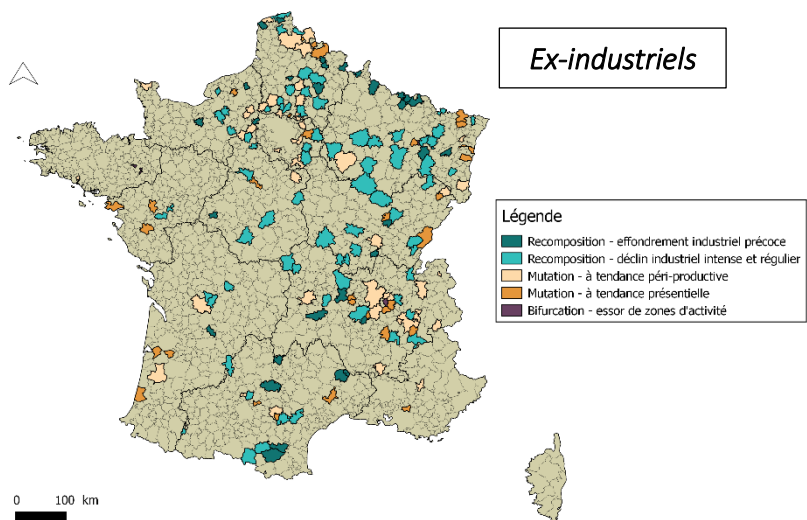 Ex-industriels
Légende
Recomposition - effondrement industriel précoce
Recomposition - déclin industriel intense et régulier
Mutation - à tendance péri-productive
Mutation - à tendance présentielle
Bifurcation - essor de zones d'activité
0 100 km